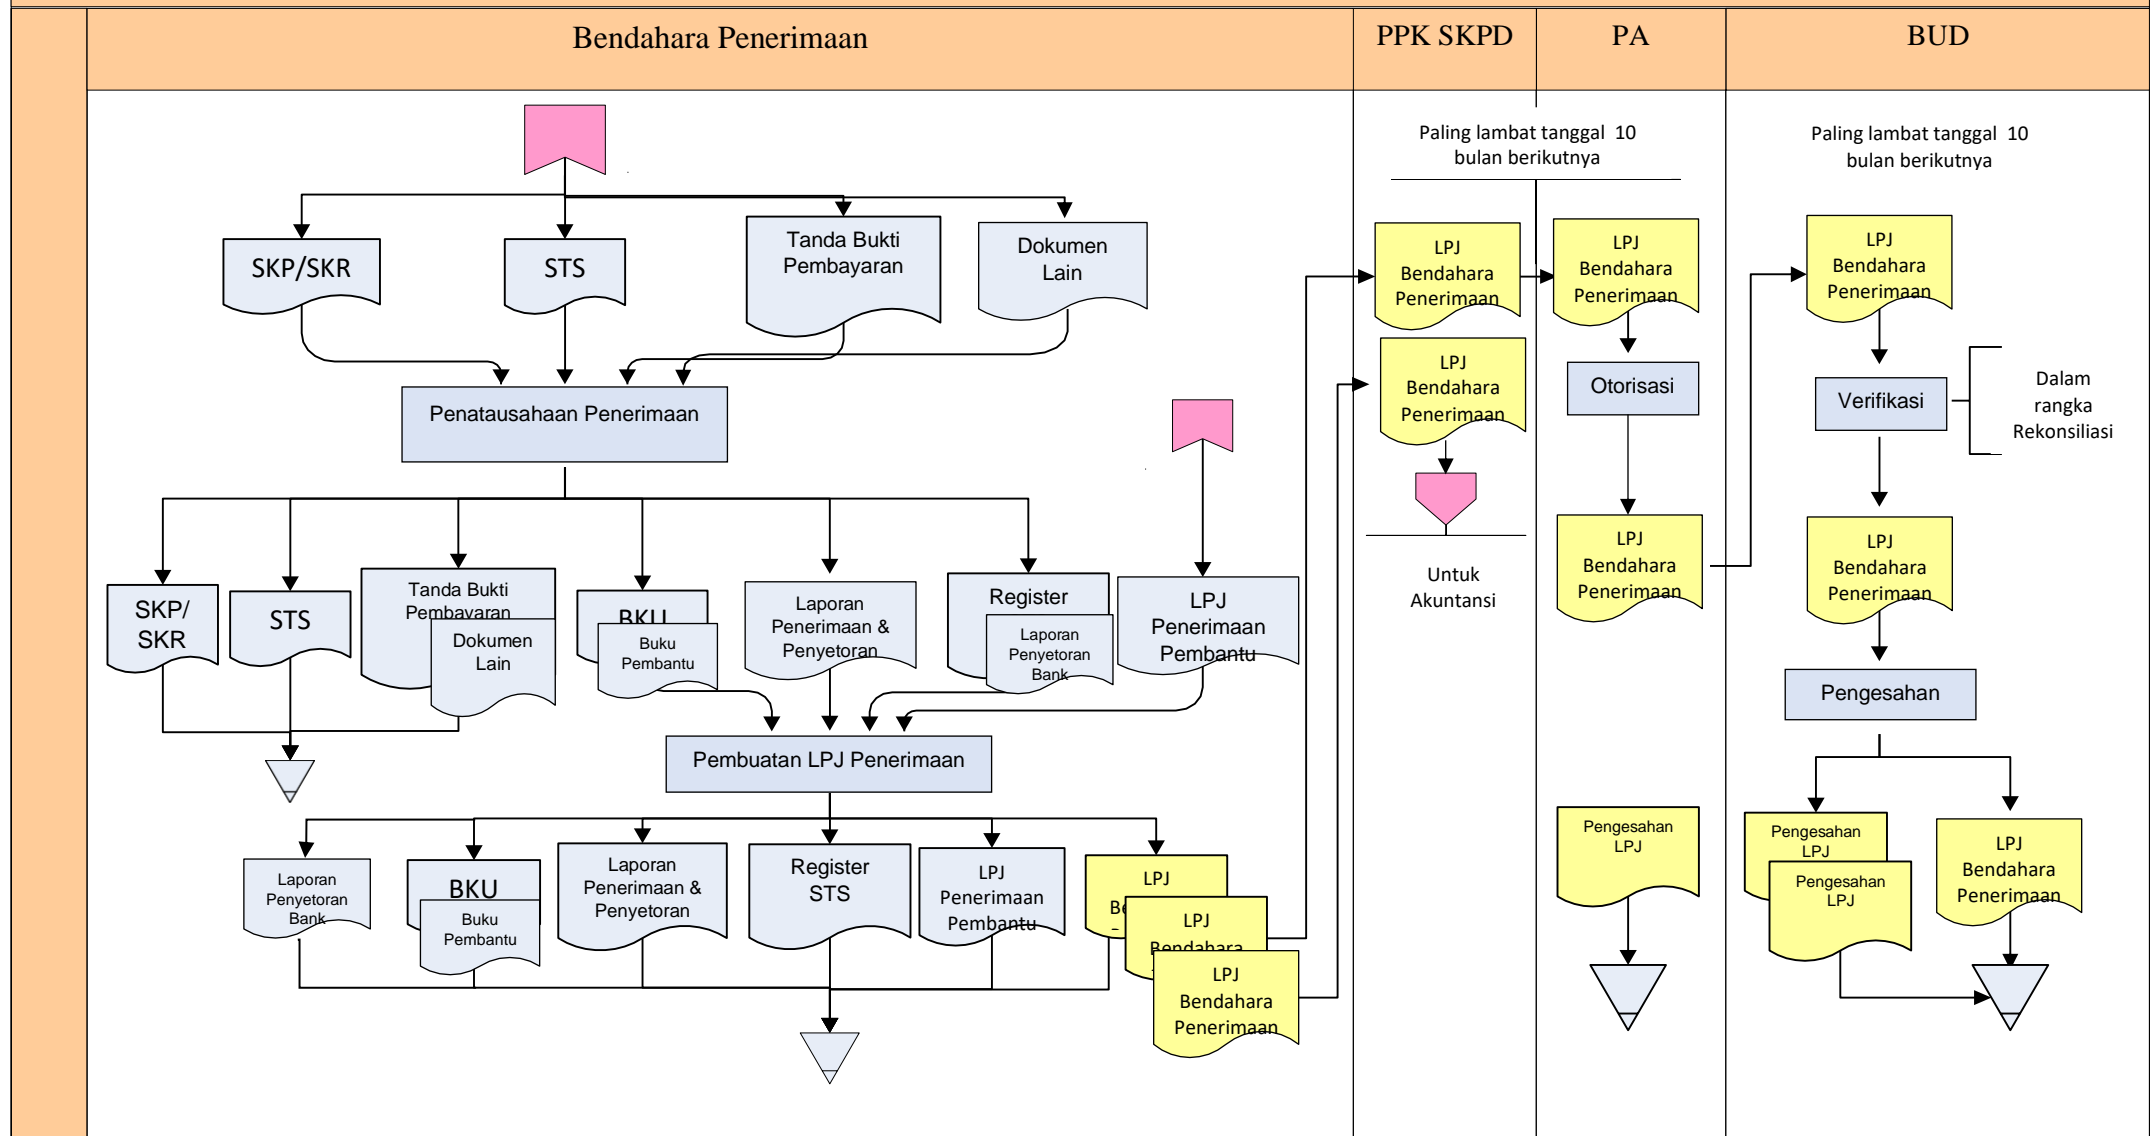 Bendahara Penerimaan
PPK SKPD
PA
BUD
Paling lambat tanggal 10
bulan berikutnya
Paling lambat tanggal 10
bulan berikutnya
SKP/SKR
STS
Tanda Bukti
Pembayaran
Dokumen
Lain
Penatausahaan Penerimaan
SKP/
SKR
STS
Tanda Bukti
Pembayaran
Dokumen
Lain
BKU
Buku
Pembantu
Laporan
Penerimaan &
Penyetoran
Register
Laporan
Penyetoran
Bank
LPJ
Penerimaan
Pembantu
Pembuatan LPJ Penerimaan
Laporan
Penyetoran
Bank
BKU
Buku
Pembantu
Laporan
Penerimaan &
Penyetoran
Register
STS
LPJ
Penerimaan
Pembantu
LPJ
LPJ
Bendahara
LPJ
Bendahara
Penerimaan
LPJ
Bendahara
Penerimaan
LPJ
Bendahara
Penerimaan
Untuk
Akuntansi
LPJ
Bendahara
Penerimaan
Otorisasi
LPJ
Bendahara
Penerimaan
Pengesahan
LPJ
LPJ
Bendahara
Penerimaan
Verifikasi
Dalam
rangka
Rekonsiliasi
LPJ
Bendahara
Penerimaan
Pengesahan
Pengesahan
LPJ
Pengesahan
LPJ
LPJ
Bendahara
Penerimaan